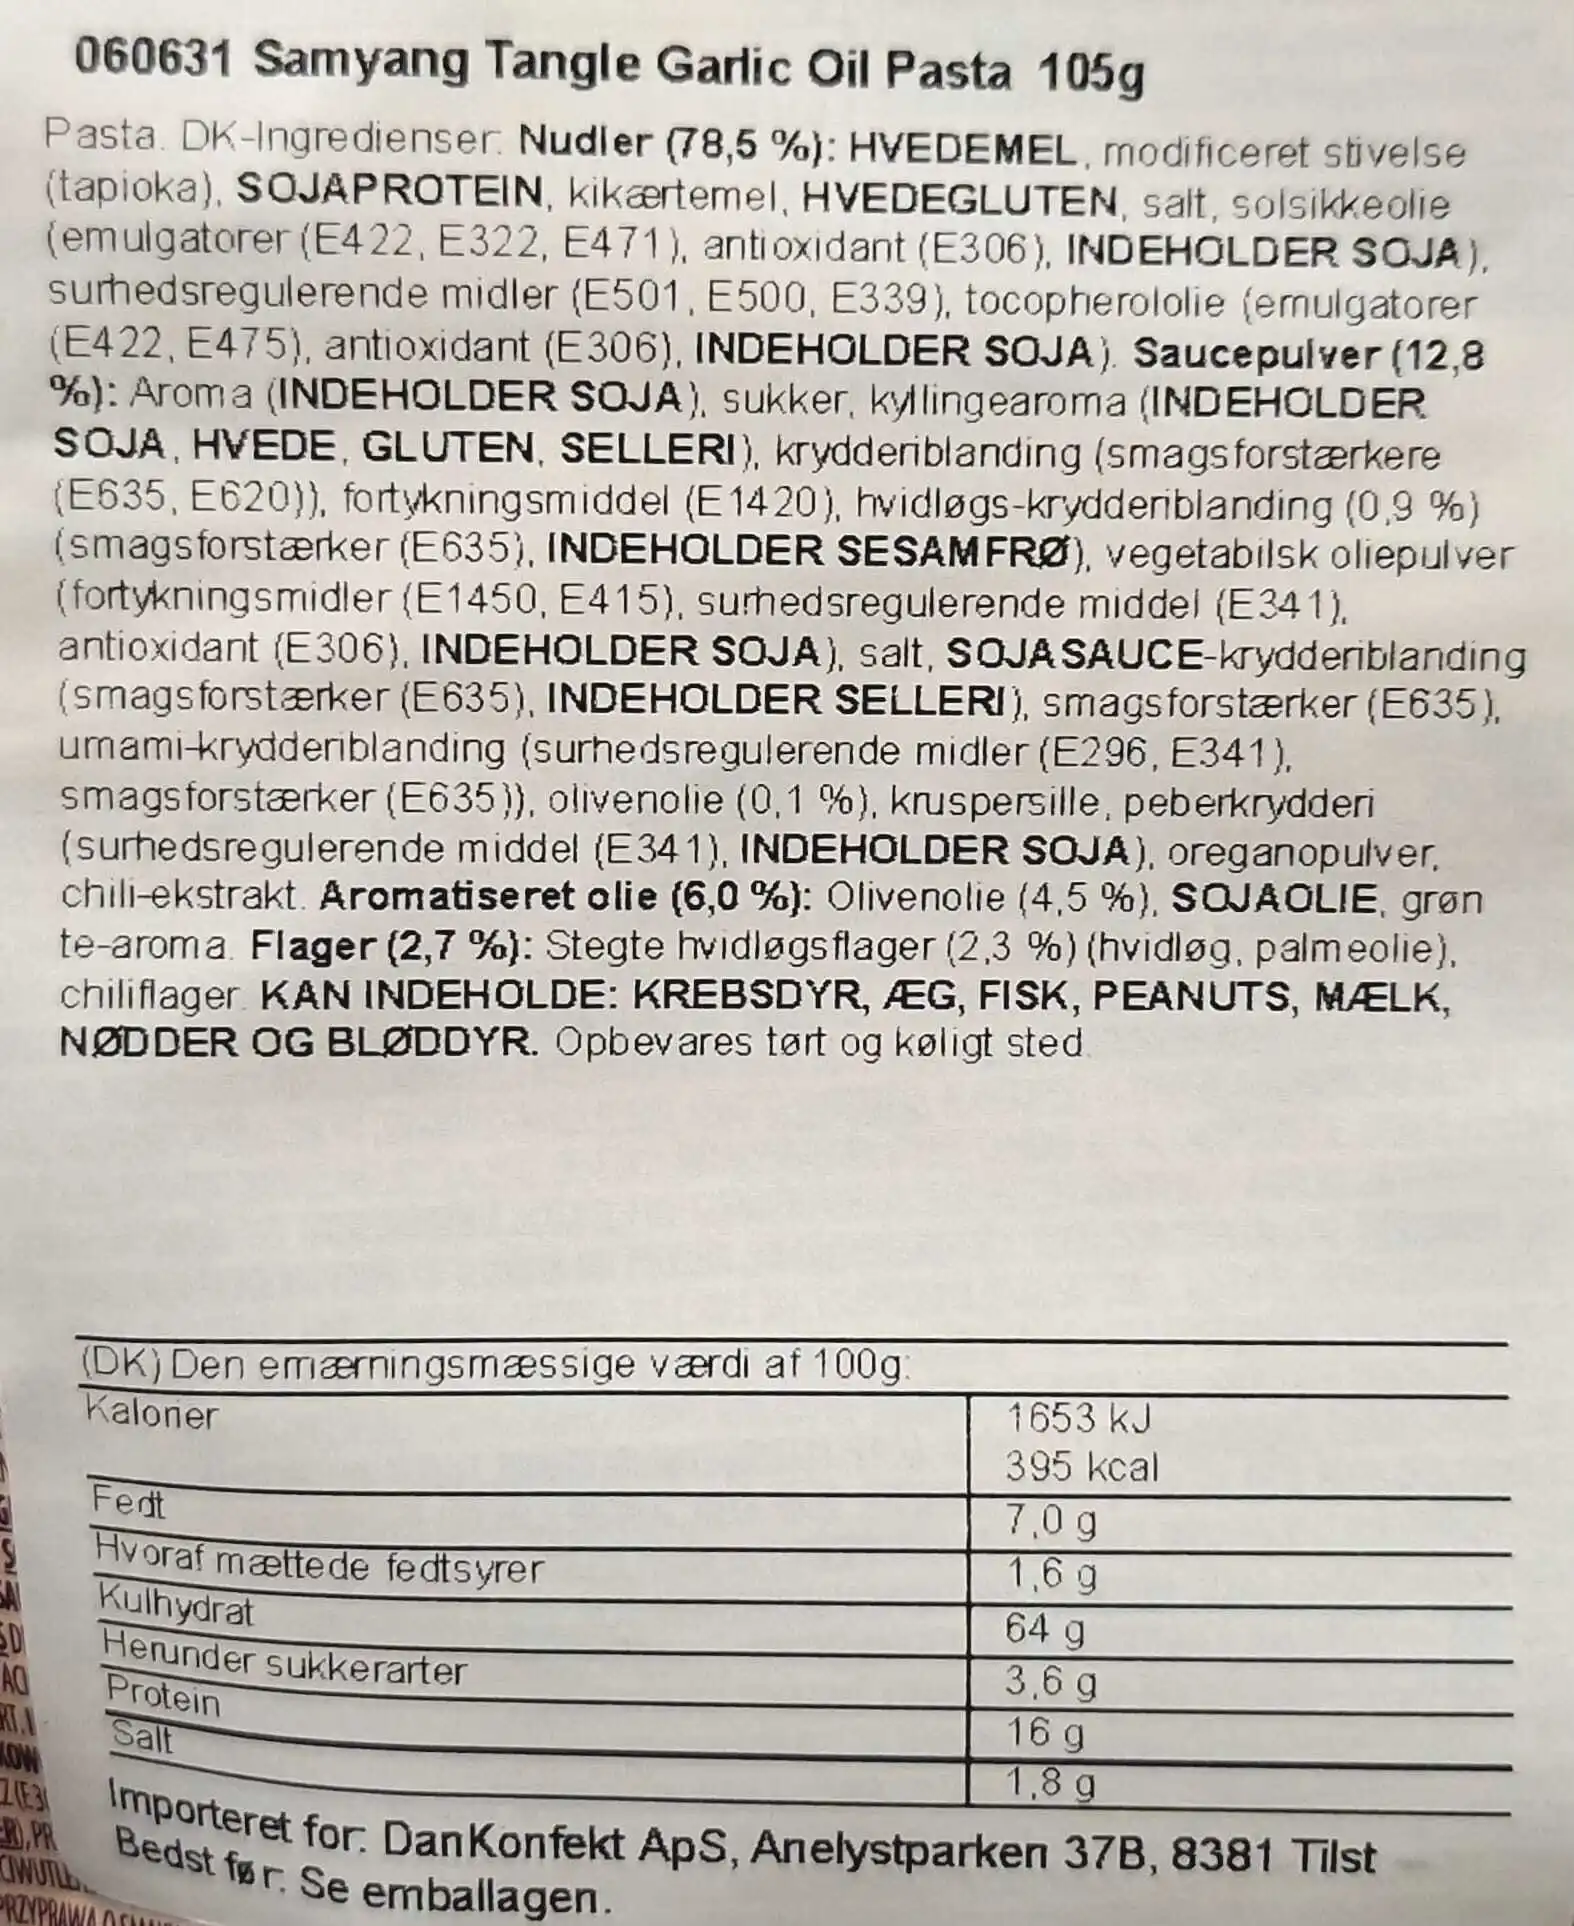 060631 Samyang Tangle Garlic Oil Pasta 105g
Pasta. DK-Ingredienser: Nudler (78,5 %): HVEDEMEL, modificeret stivelse
(tapioka), SOJAPROTEIN, kikærtemel, HVEDEGLUTEN, salt, solsikkeolie
(emulgatorer (E422, E322, E471), antioxidant (E306), INDEHOLDER SOJA),
surhedsregulerende midler (E501, E500, E339), tocopherololie (emulgatorer
(E422, E475), antioxidant (E306), INDEHOLDER SOJA). Saucepulver (12,8
%): Aroma (INDEHOLDER SOJA), sukker, kyllingearoma (INDEHOLDER
SOJA, HVEDE, GLUTEN, SELLERI), krydderiblanding (smagsforstærkere
(E635, E620)), fortykningsmiddel (E1420), hvidløgs-krydderiblanding (0,9 %)
(smagsforstærker (E635), INDEHOLDER SESAMFRØ), vegetabilsk oliepulver
(fortykningsmidler (E1450, E415), surhedsregulerende middel (E341),
antioxidant (E306), INDEHOLDER SOJA), salt, SOJASAUCE-krydderiblanding
(smagsforstærker (E635), INDEHOLDER SELLERI), smagsforstærker (E635),
umami-krydderiblanding (surhedsregulerende midler (E296, E341),
smagsforstærker (E635)), olivenolie (0,1 %), kruspersille, peberkrydderi
(surhedsregulerende middel (E341), INDEHOLDER SOJA), oreganopulver,
chili-ekstrakt. Aromatiseret olie (6,0 %): Olivenolie (4,5 %), SOJAOLIE, grøn
te-aroma. Flager (2,7 %): Stegte hvidløgsflager (2,3 %) (hvidløg, palmeolie),
chiliflager. KAN INDEHOLDE: KREBSDYR, ÆG, FISK, PEANUTS, MÆLK,
NØDDER OG BLØDDYR. Opbevares tørt og køligt sted.
(DK) Den ernærningsmæssige værdi af 100g:
Kalorier 1653 kJ
395 kcal
Fedt 7,0 g
Hvoraf mættede fedtsyrer 1,6 g
Kulhydrat 64 g
Herunder sukkerarter 3,6 g
Protein 16 g
Salt 1,8 g
Importeret for: DanKonfekt ApS, Anelystparken 37B, 8381 Tilst
Bedst før: Se emballagen.